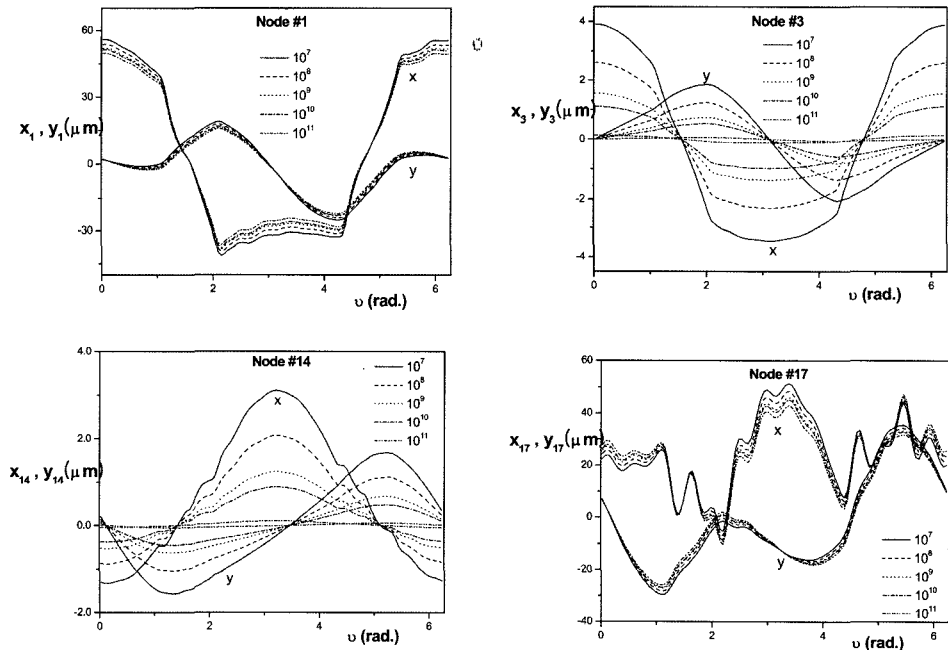 Node #1
60
30
0
-30
x₁ , y₁(μm)
10⁷
10⁸
10⁹
10¹⁰
10¹¹
x
y
0
2
4
6
υ (rad.)
Node #3
4
2
0
-2
-4
x₃ , y₃(μm)
10⁷
10⁸
10⁹
10¹⁰
10¹¹
y
x
0
2
4
6
υ (rad.)
Node #14
4.0
2.0
0.0
-2.0
x₁₄ , y₁₄(μm)
10⁷
10⁸
10⁹
10¹⁰
10¹¹
x
y
0
2
4
6
υ (rad.)
Node #17
60
40
20
0
-20
-40
x₁₇ , y₁₇(μm)
x
y
10⁷
10⁸
10⁹
10¹⁰
10¹¹
0
2
4
6
υ (rad.)